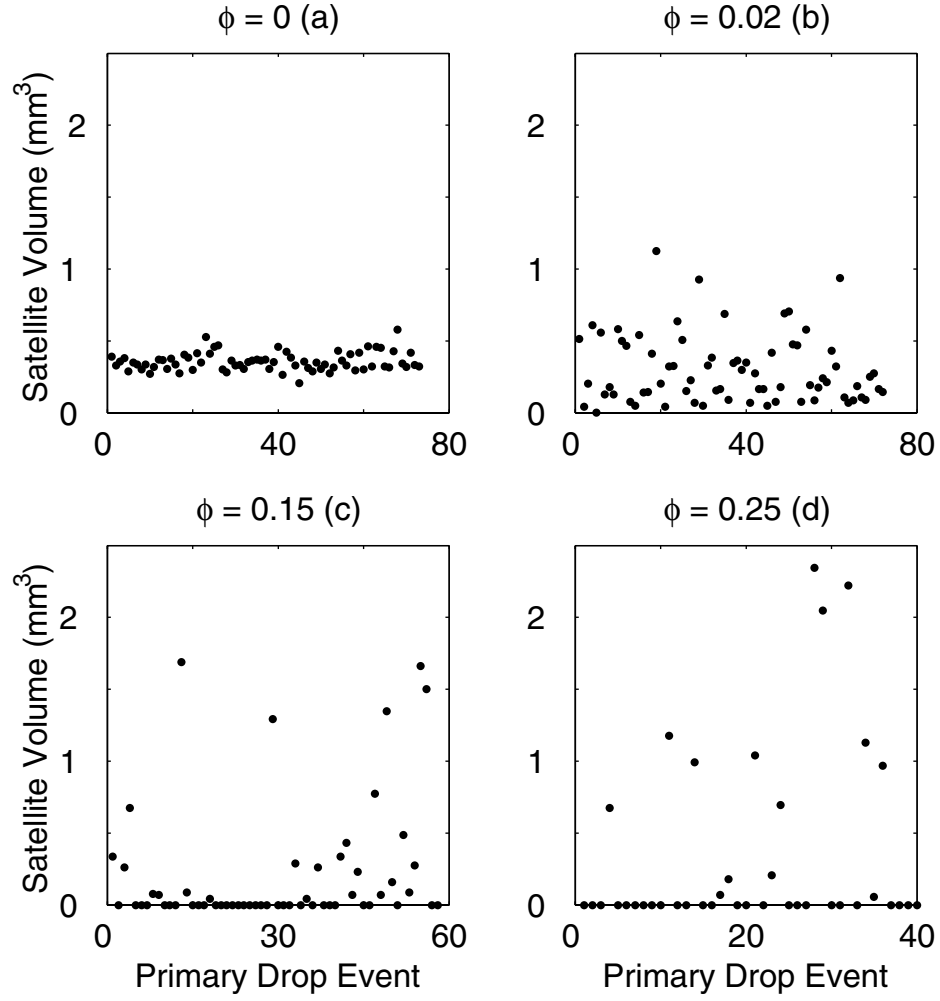 ϕ = 0 (a)
Satellite Volume (mm³)
2
1
0
0 40 80
ϕ = 0.02 (b)
2
1
0
0 40 80
ϕ = 0.15 (c)
Satellite Volume (mm³)
2
1
0
0 30 60
Primary Drop Event
ϕ = 0.25 (d)
2
1
0
0 20 40
Primary Drop Event